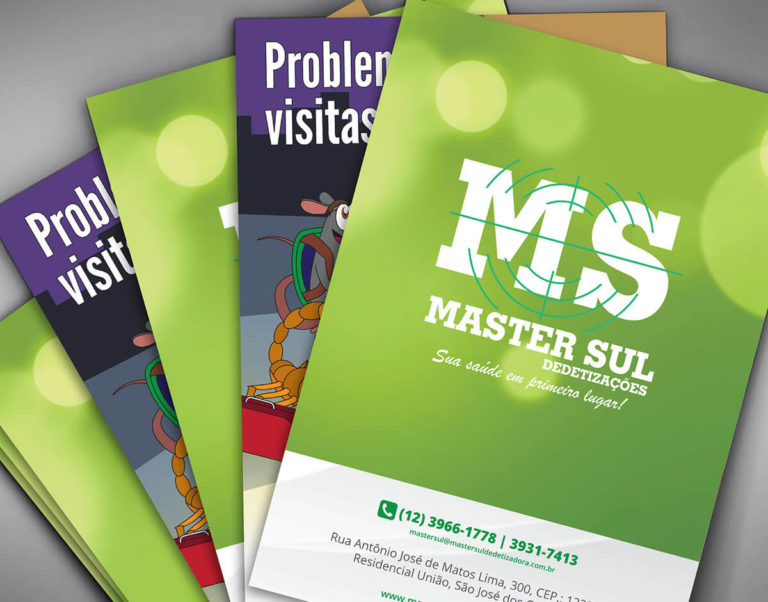 Problem
visitas
Probl
visit
MS
MASTER SUL
DEDETIZAÇÕES
Sua saúde em primeiro lugar!
(12) 3966-1778 | 3931-7413
mastersul@mastersuldedetizadora.com.br
Rua Antônio José de Matos Lima, 300, CEP.:
Residencial União, São José dos